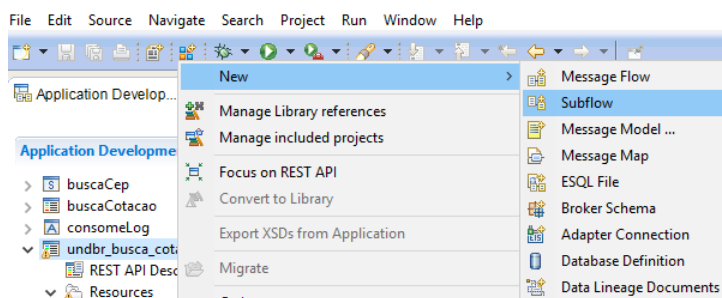 File Edit Source Navigate Search Project Run Window Help
Application Develop...
Application Developme
buscaCep
buscaCotacao
consomeLog
undbr_busca_cota
REST API Desc
Resources
New
Manage Library references
Manage included projects
Focus on REST API
Convert to Library
Export XSDs from Application
Migrate
Message Flow
Subflow
Message Model ...
Message Map
ESQL File
Broker Schema
Adapter Connection
Database Definition
Data Lineage Documents